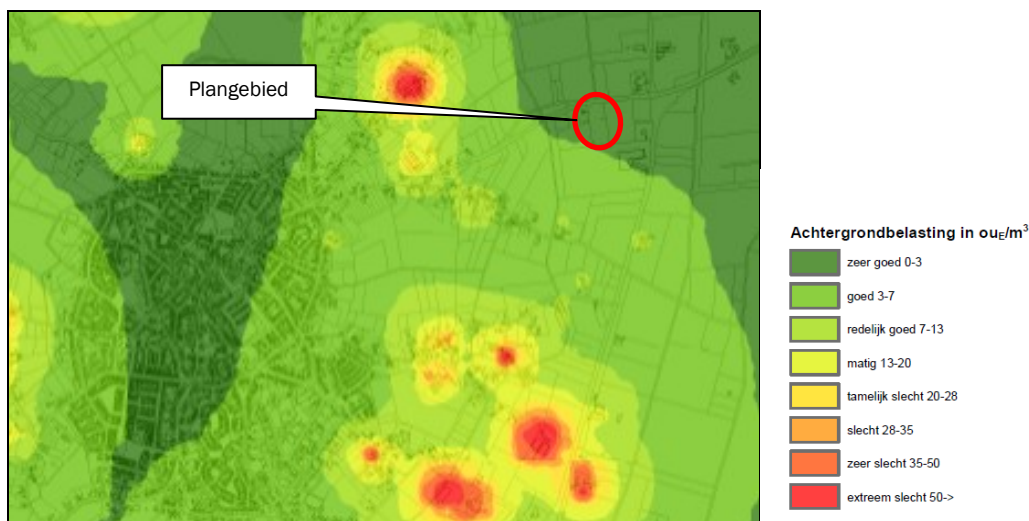 Plangebied
Achtergrondbelasting in ouE/m³
zeer goed 0-3
goed 3-7
redelijk goed 7-13
matig 13-20
tamelijk slecht 20-28
slecht 28-35
zeer slecht 35-50
extreem slecht 50->